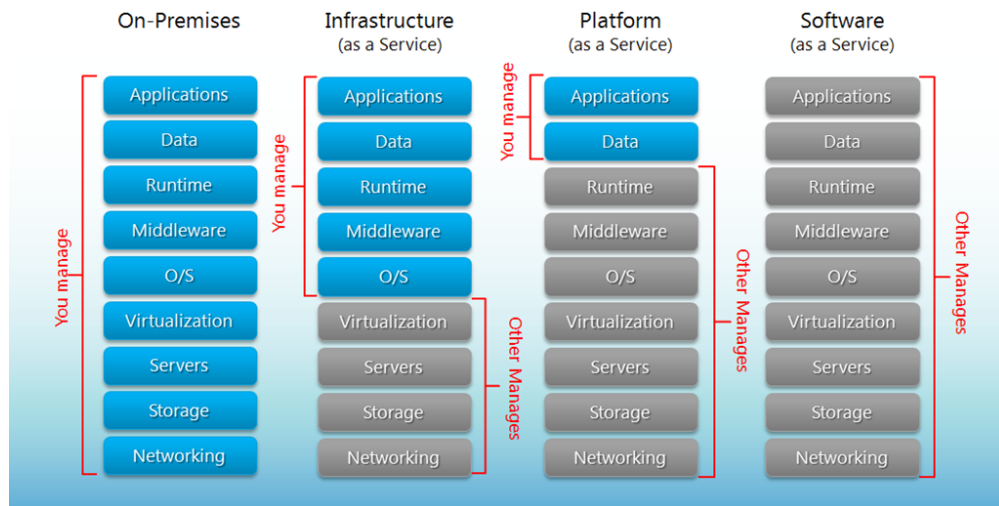 On-Premises
You manage
Applications
Data
Runtime
Middleware
O/S
Virtualization
Servers
Storage
Networking
Infrastructure
(as a Service)
You manage
Applications
Data
Runtime
Middleware
O/S
Virtualization
Servers
Storage
Networking
Other Manages
Platform
(as a Service)
You manage
Applications
Data
Runtime
Middleware
O/S
Virtualization
Servers
Storage
Networking
Other Manages
Software
(as a Service)
Applications
Data
Runtime
Middleware
O/S
Virtualization
Servers
Storage
Networking
Other Manages